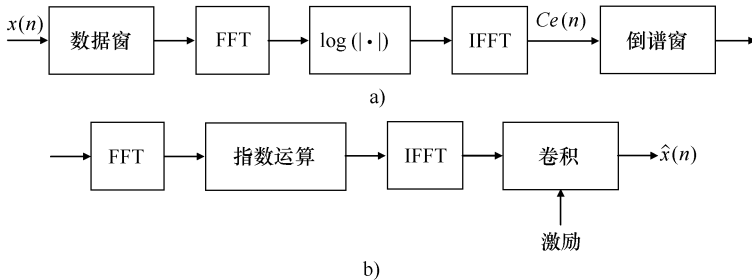 x(n)
数据窗
FFT
log (|•|)
IFFT
Ce(n)
倒谱窗
a)
FFT
指数运算
IFFT
卷积
x̂(n)
激励
b)